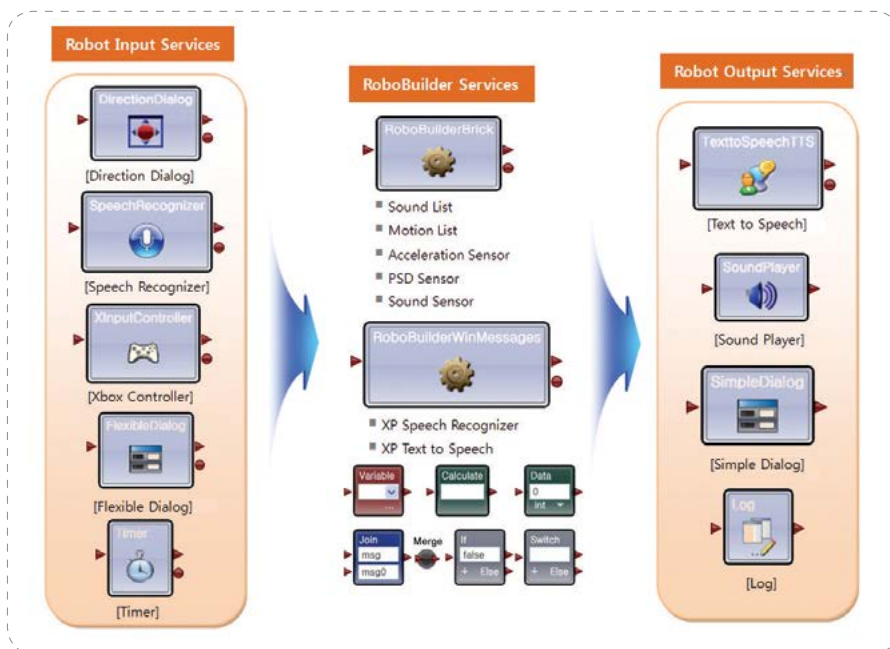 Robot Input Services
DirectionDialog
[Direction Dialog]
SpeechRecognizer
[Speech Recognizer]
XInputController
[Xbox Controller]
FlexibleDialog
[Flexible Dialog]
Timer
[Timer]
RoboBuilder Services
RoboBuilderBrick
Sound List
Motion List
Acceleration Sensor
PSD Sensor
Sound Sensor
RoboBuilderWinMessages
XP Speech Recognizer
XP Text to Speech
Variable
...
Calculate
Data
0
int
Join
msg
msg0
Merge
If
false
+ Else
Switch
+ Else
Robot Output Services
TexttoSpeechTTS
[Text to Speech]
SoundPlayer
[Sound Player]
SimpleDialog
[Simple Dialog]
Log
[Log]